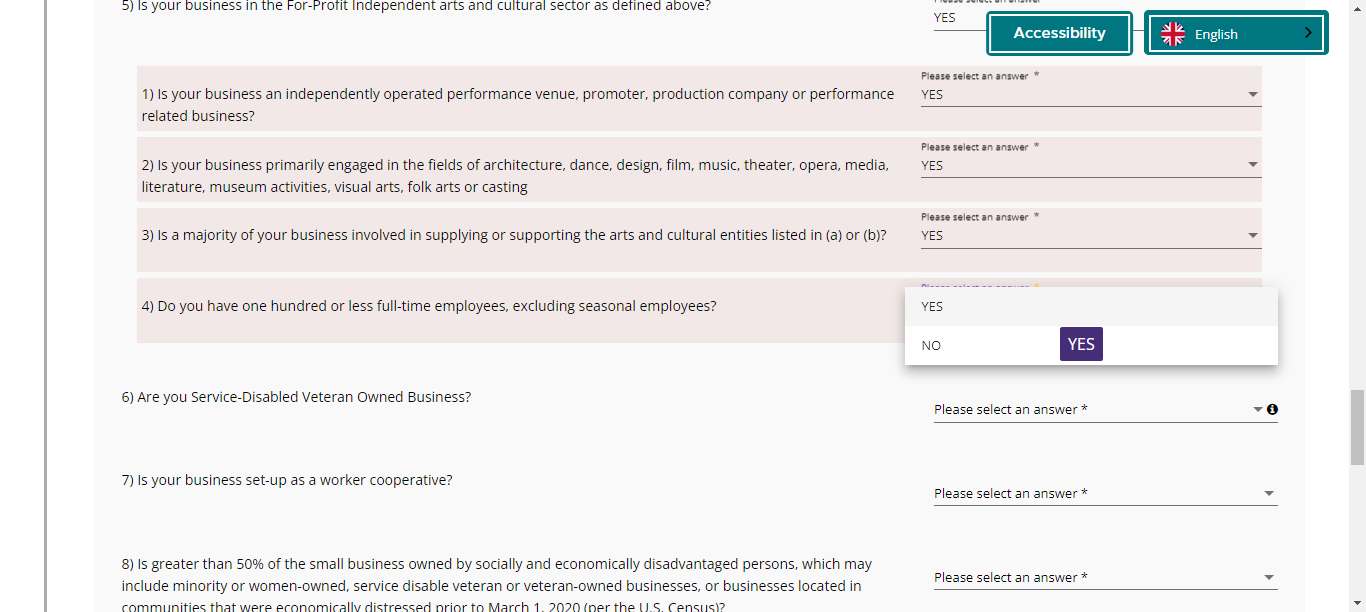 5) Is your business in the For-Profit Independent arts and cultural sector as defined above?
YES
Accessibility
English
1) Is your business an independently operated performance venue, promoter, production company or performance
related business?
Please select an answer *
YES
2) Is your business primarily engaged in the fields of architecture, dance, design, film, music, theater, opera, media,
literature, museum activities, visual arts, folk arts or casting
Please select an answer *
YES
3) Is a majority of your business involved in supplying or supporting the arts and cultural entities listed in (a) or (b)?
Please select an answer *
YES
4) Do you have one hundred or less full-time employees, excluding seasonal employees?
YES
NO
YES
6) Are you Service-Disabled Veteran Owned Business?
Please select an answer *
7) Is your business set-up as a worker cooperative?
Please select an answer *
8) Is greater than 50% of the small business owned by socially and economically disadvantaged persons, which may
include minority or women-owned, service disable veteran or veteran-owned businesses, or businesses located in
communities that were economically distressed prior to March 1, 2020 (per the U.S. Census)?
Please select an answer *